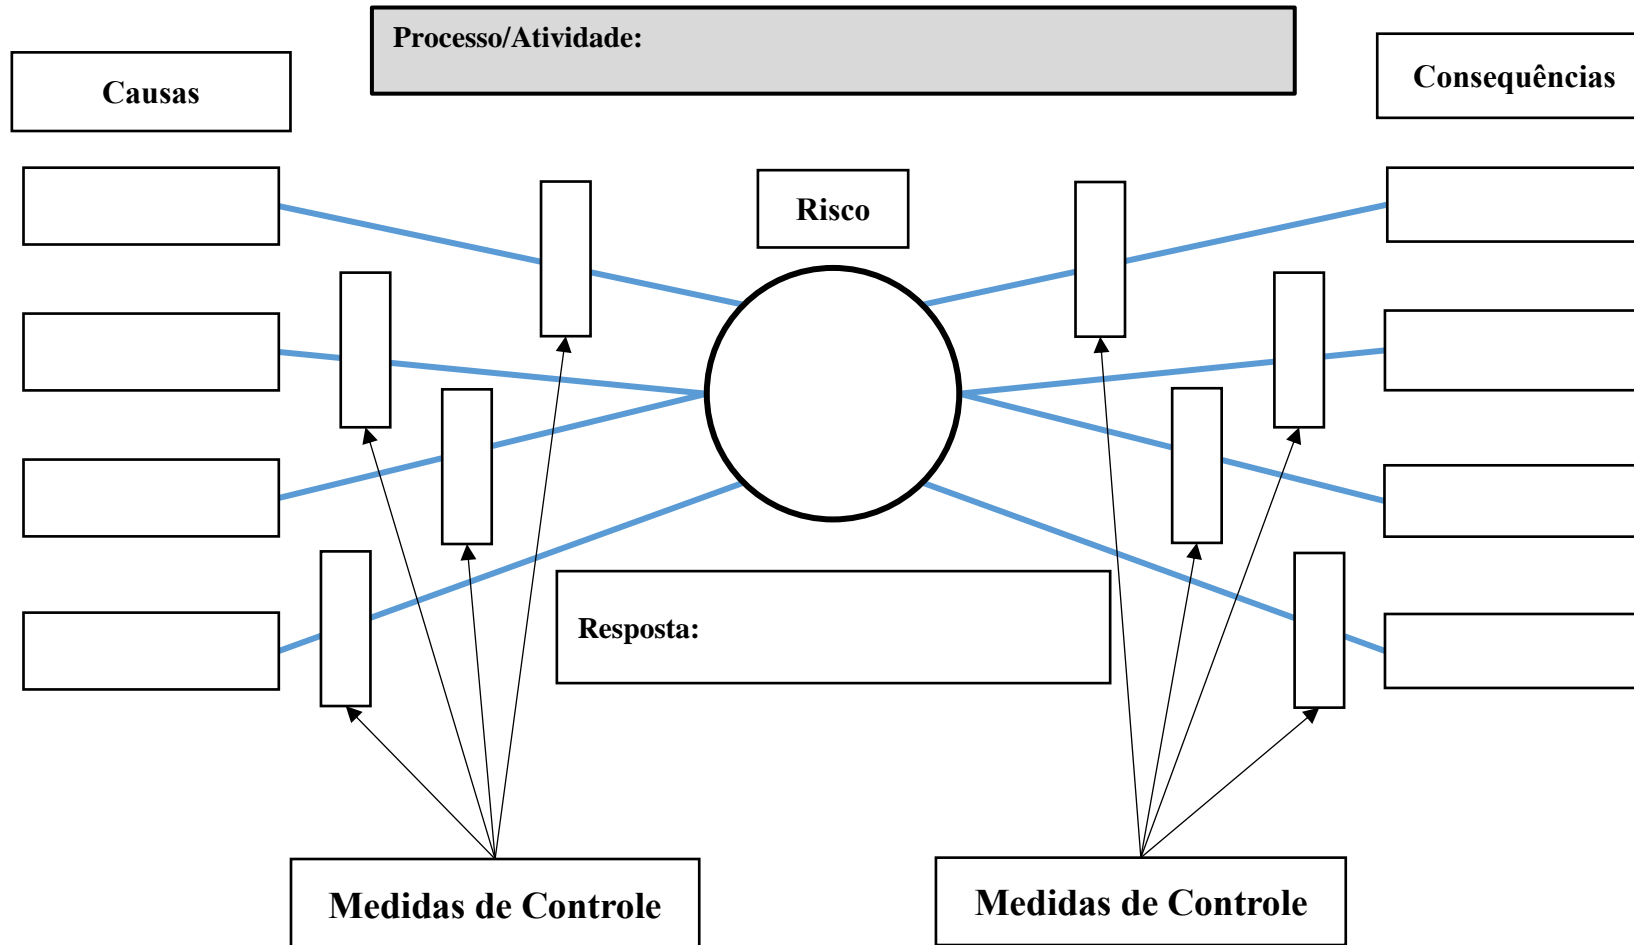 Processo/Atividade:
Causas
Consequências
Risco
Resposta:
Medidas de Controle
Medidas de Controle